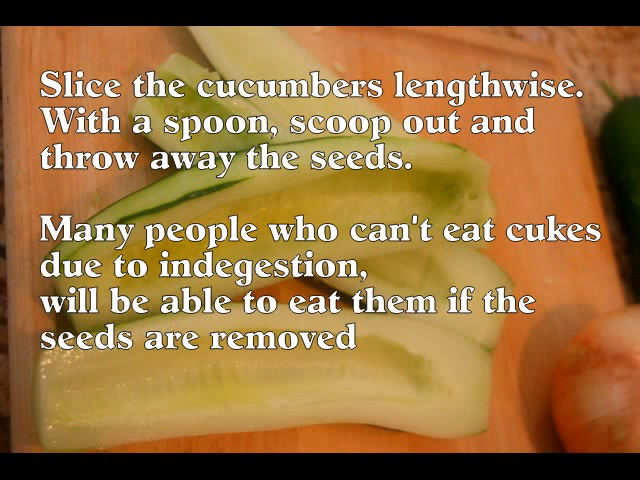 Slice the cucumbers lengthwise.
With a spoon, scoop out and
throw away the seeds.
Many people who can't eat cukes
due to indegestion,
will be able to eat them if the
seeds are removed